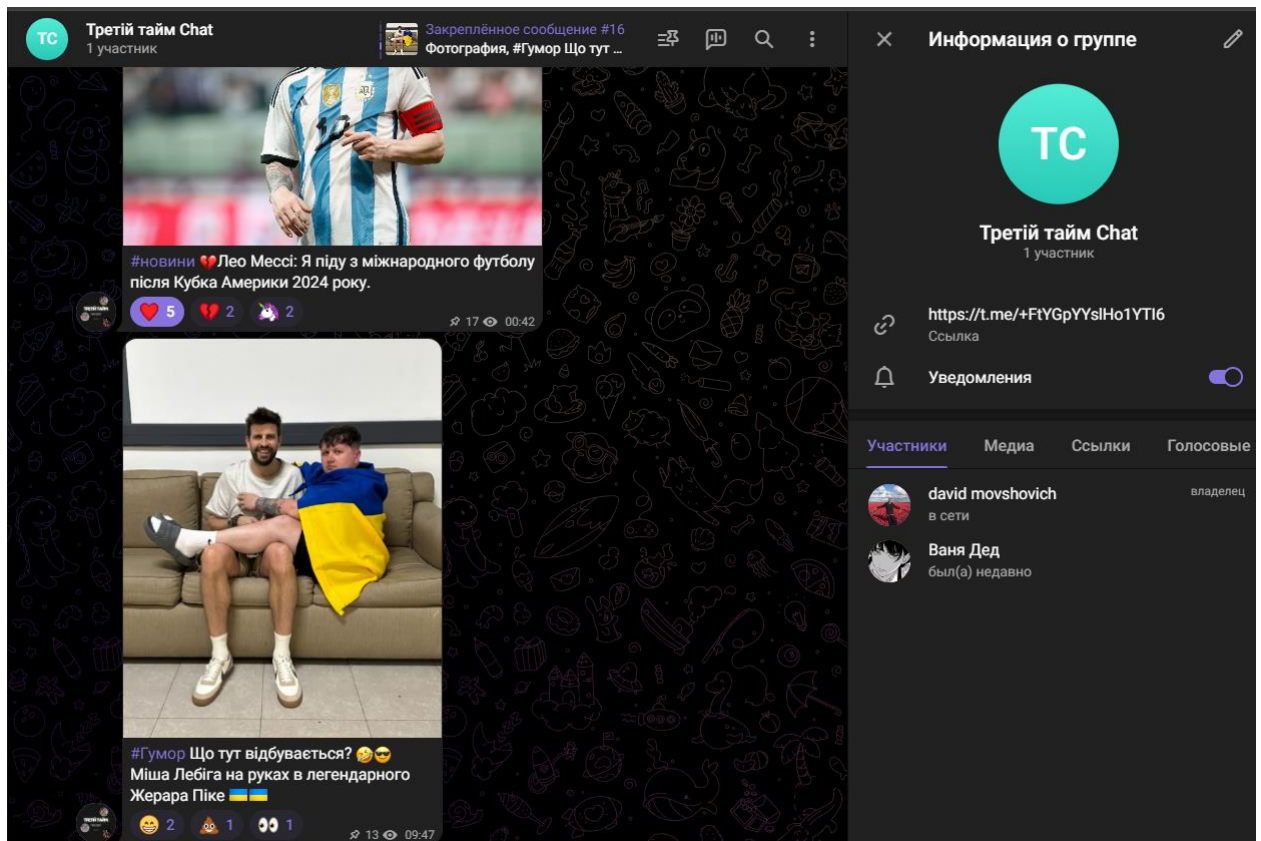 TC
Третій тайм Chat
1 участник
Закреплённое сообщение #16
Фотография, #Гумор Що тут ...
10
#новини 💔Лео Мессі: Я піду з міжнародного футболу
після Кубка Америки 2024 року.
❤️ 5 💔 2 🦄 2
17 00:42
#Гумор Що тут відбувається? 🤣😎
Міша Лебіга на руках в легендарного
Жерара Піке 🇺🇦🇺🇦
😁 2 💩 1 👀 1
13 09:47
Информация о группе
TC
Третій тайм Chat
1 участник
https://t.me/+FtYGpYYslHo1YTI6
Ссылка
Уведомления
Участники Медиа Ссылки Голосовые
david movshovich владелец
в сети
Ваня Дед
был(а) недавно